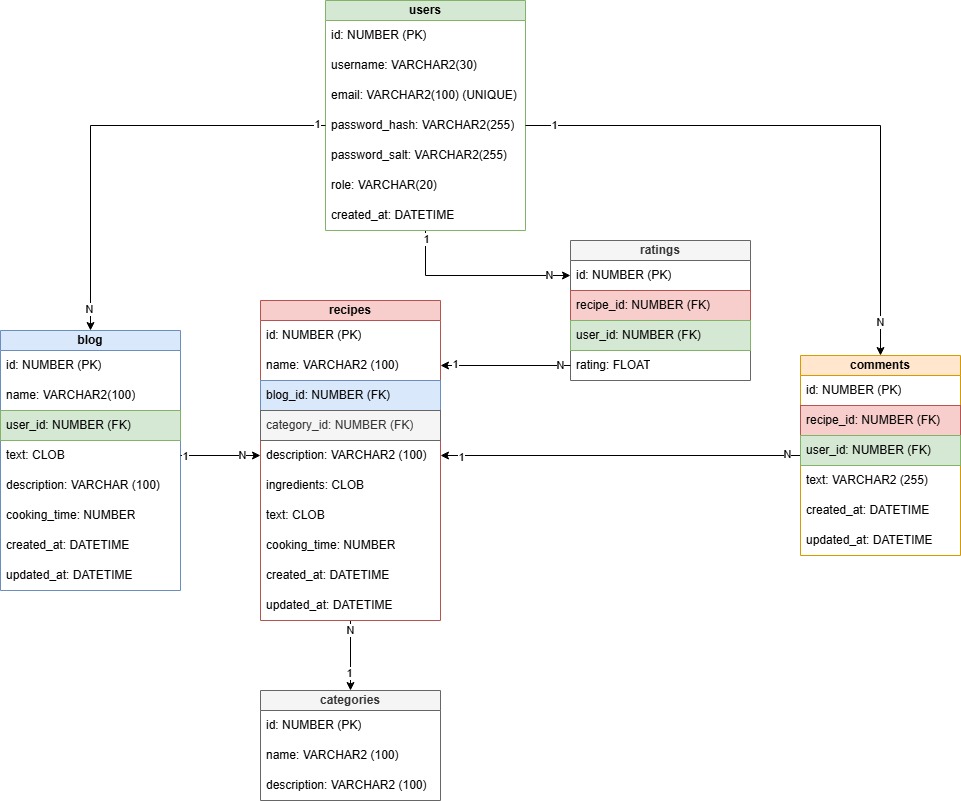 users
id: NUMBER (PK)
username: VARCHAR2(30)
email: VARCHAR2(100) (UNIQUE)
password_hash: VARCHAR2(255)
password_salt: VARCHAR2(255)
role: VARCHAR(20)
created_at: DATETIME
1
1
1
N
N
N
ratings
id: NUMBER (PK)
recipe_id: NUMBER (FK)
user_id: NUMBER (FK)
rating: FLOAT
1
N
blog
id: NUMBER (PK)
name: VARCHAR2(100)
user_id: NUMBER (FK)
text: CLOB
description: VARCHAR (100)
cooking_time: NUMBER
created_at: DATETIME
updated_at: DATETIME
1
N
recipes
id: NUMBER (PK)
name: VARCHAR2 (100)
blog_id: NUMBER (FK)
category_id: NUMBER (FK)
description: VARCHAR2 (100)
ingredients: CLOB
text: CLOB
cooking_time: NUMBER
created_at: DATETIME
updated_at: DATETIME
1
N
comments
id: NUMBER (PK)
recipe_id: NUMBER (FK)
user_id: NUMBER (FK)
text: VARCHAR2 (255)
created_at: DATETIME
updated_at: DATETIME
N
1
categories
id: NUMBER (PK)
name: VARCHAR2 (100)
description: VARCHAR2 (100)